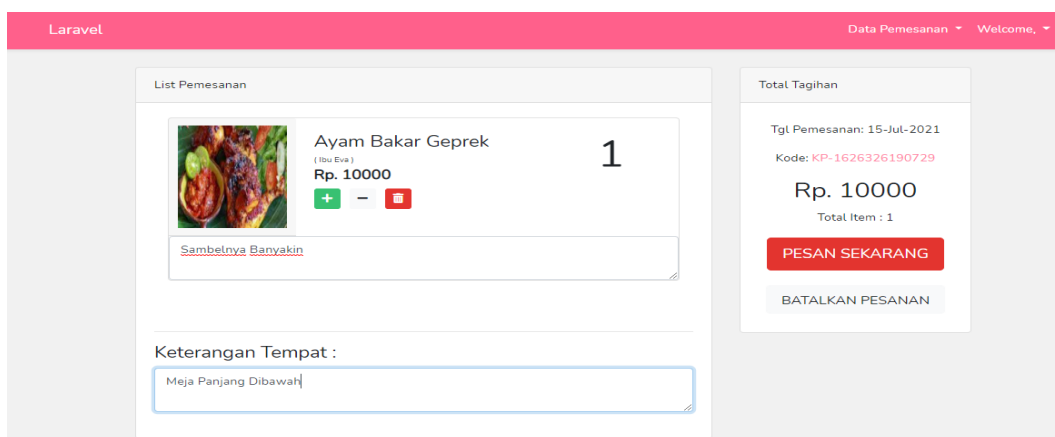 Laravel
Data Pemesanan
Welcome,
List Pemesanan
Ayam Bakar Geprek
( Ibu Eva )
Rp. 10000
+ -
1
Sambelnya Banyakin
Keterangan Tempat :
Meja Panjang Dibawah
Total Tagihan
Tgl Pemesanan: 15-Jul-2021
Kode: KP-1626326190729
Rp. 10000
Total Item : 1
PESAN SEKARANG
BATALKAN PESANAN